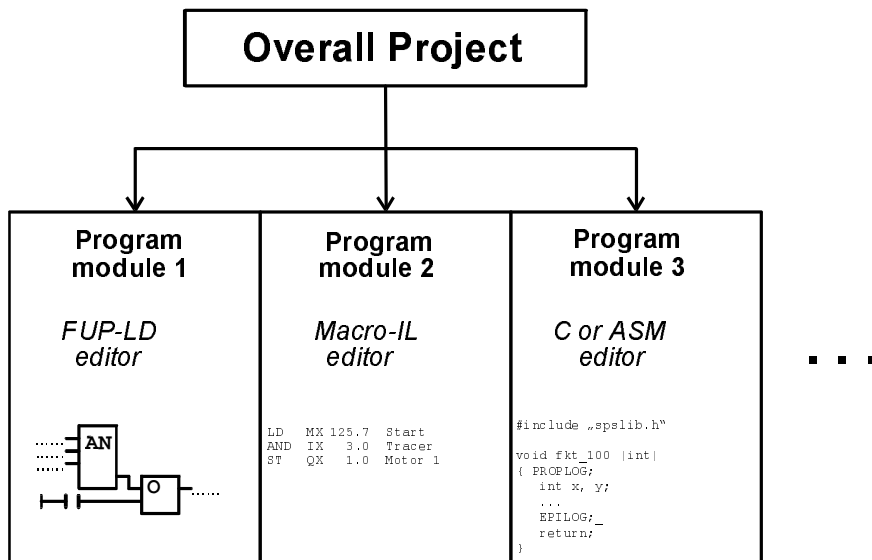 Overall Project
Program
module 1
FUP-LD
editor
AN
O
Program
module 2
Macro-IL
editor
LD MX 125.7 Start
AND IX 3.0 Tracer
ST QX 1.0 Motor 1
Program
module 3
C or ASM
editor
#include „spslib.h“
void fkt_100 |int|
{ PROPLOG;
int x, y;
...
EPILOG;_
return;
}
. . .